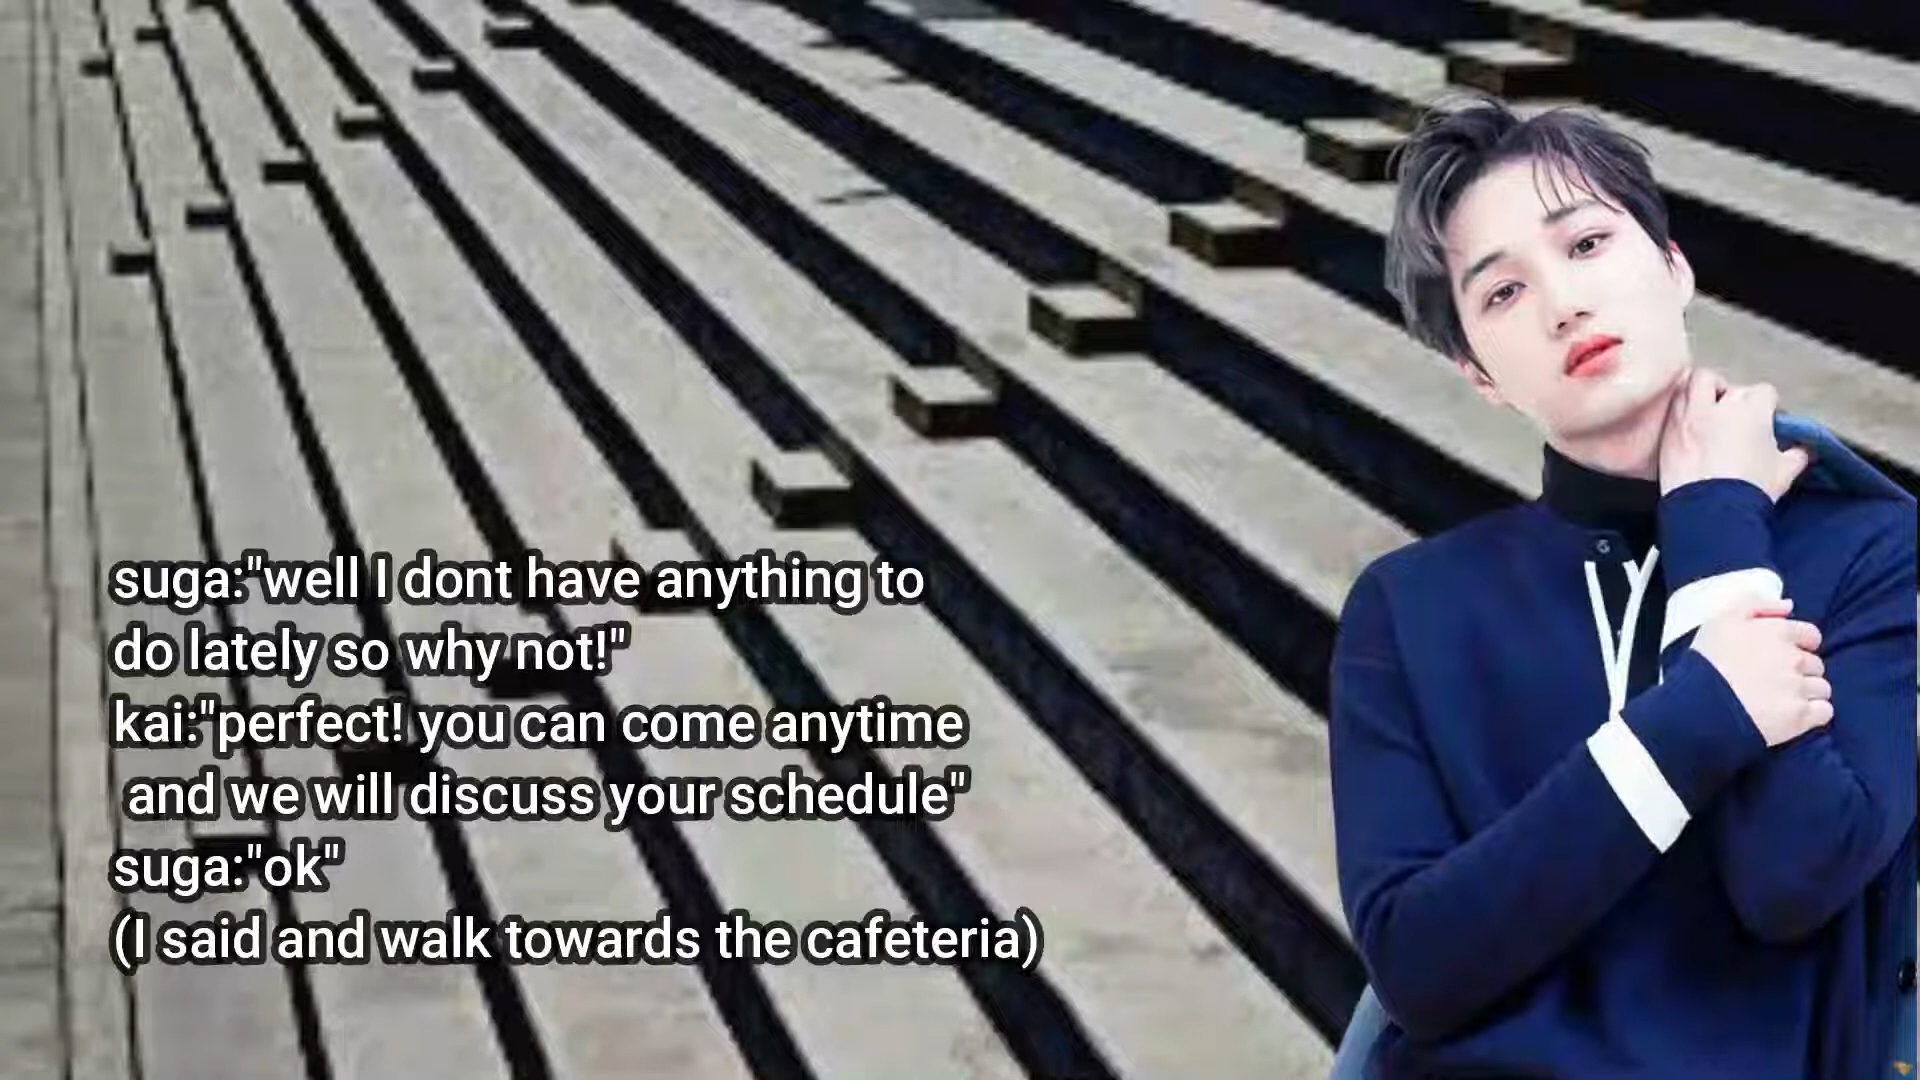 suga:"well I dont have anything to
do lately so why not!"
kai:"perfect! you can come anytime
and we will discuss your schedule"
suga:"ok"
(I said and walk towards the cafeteria)